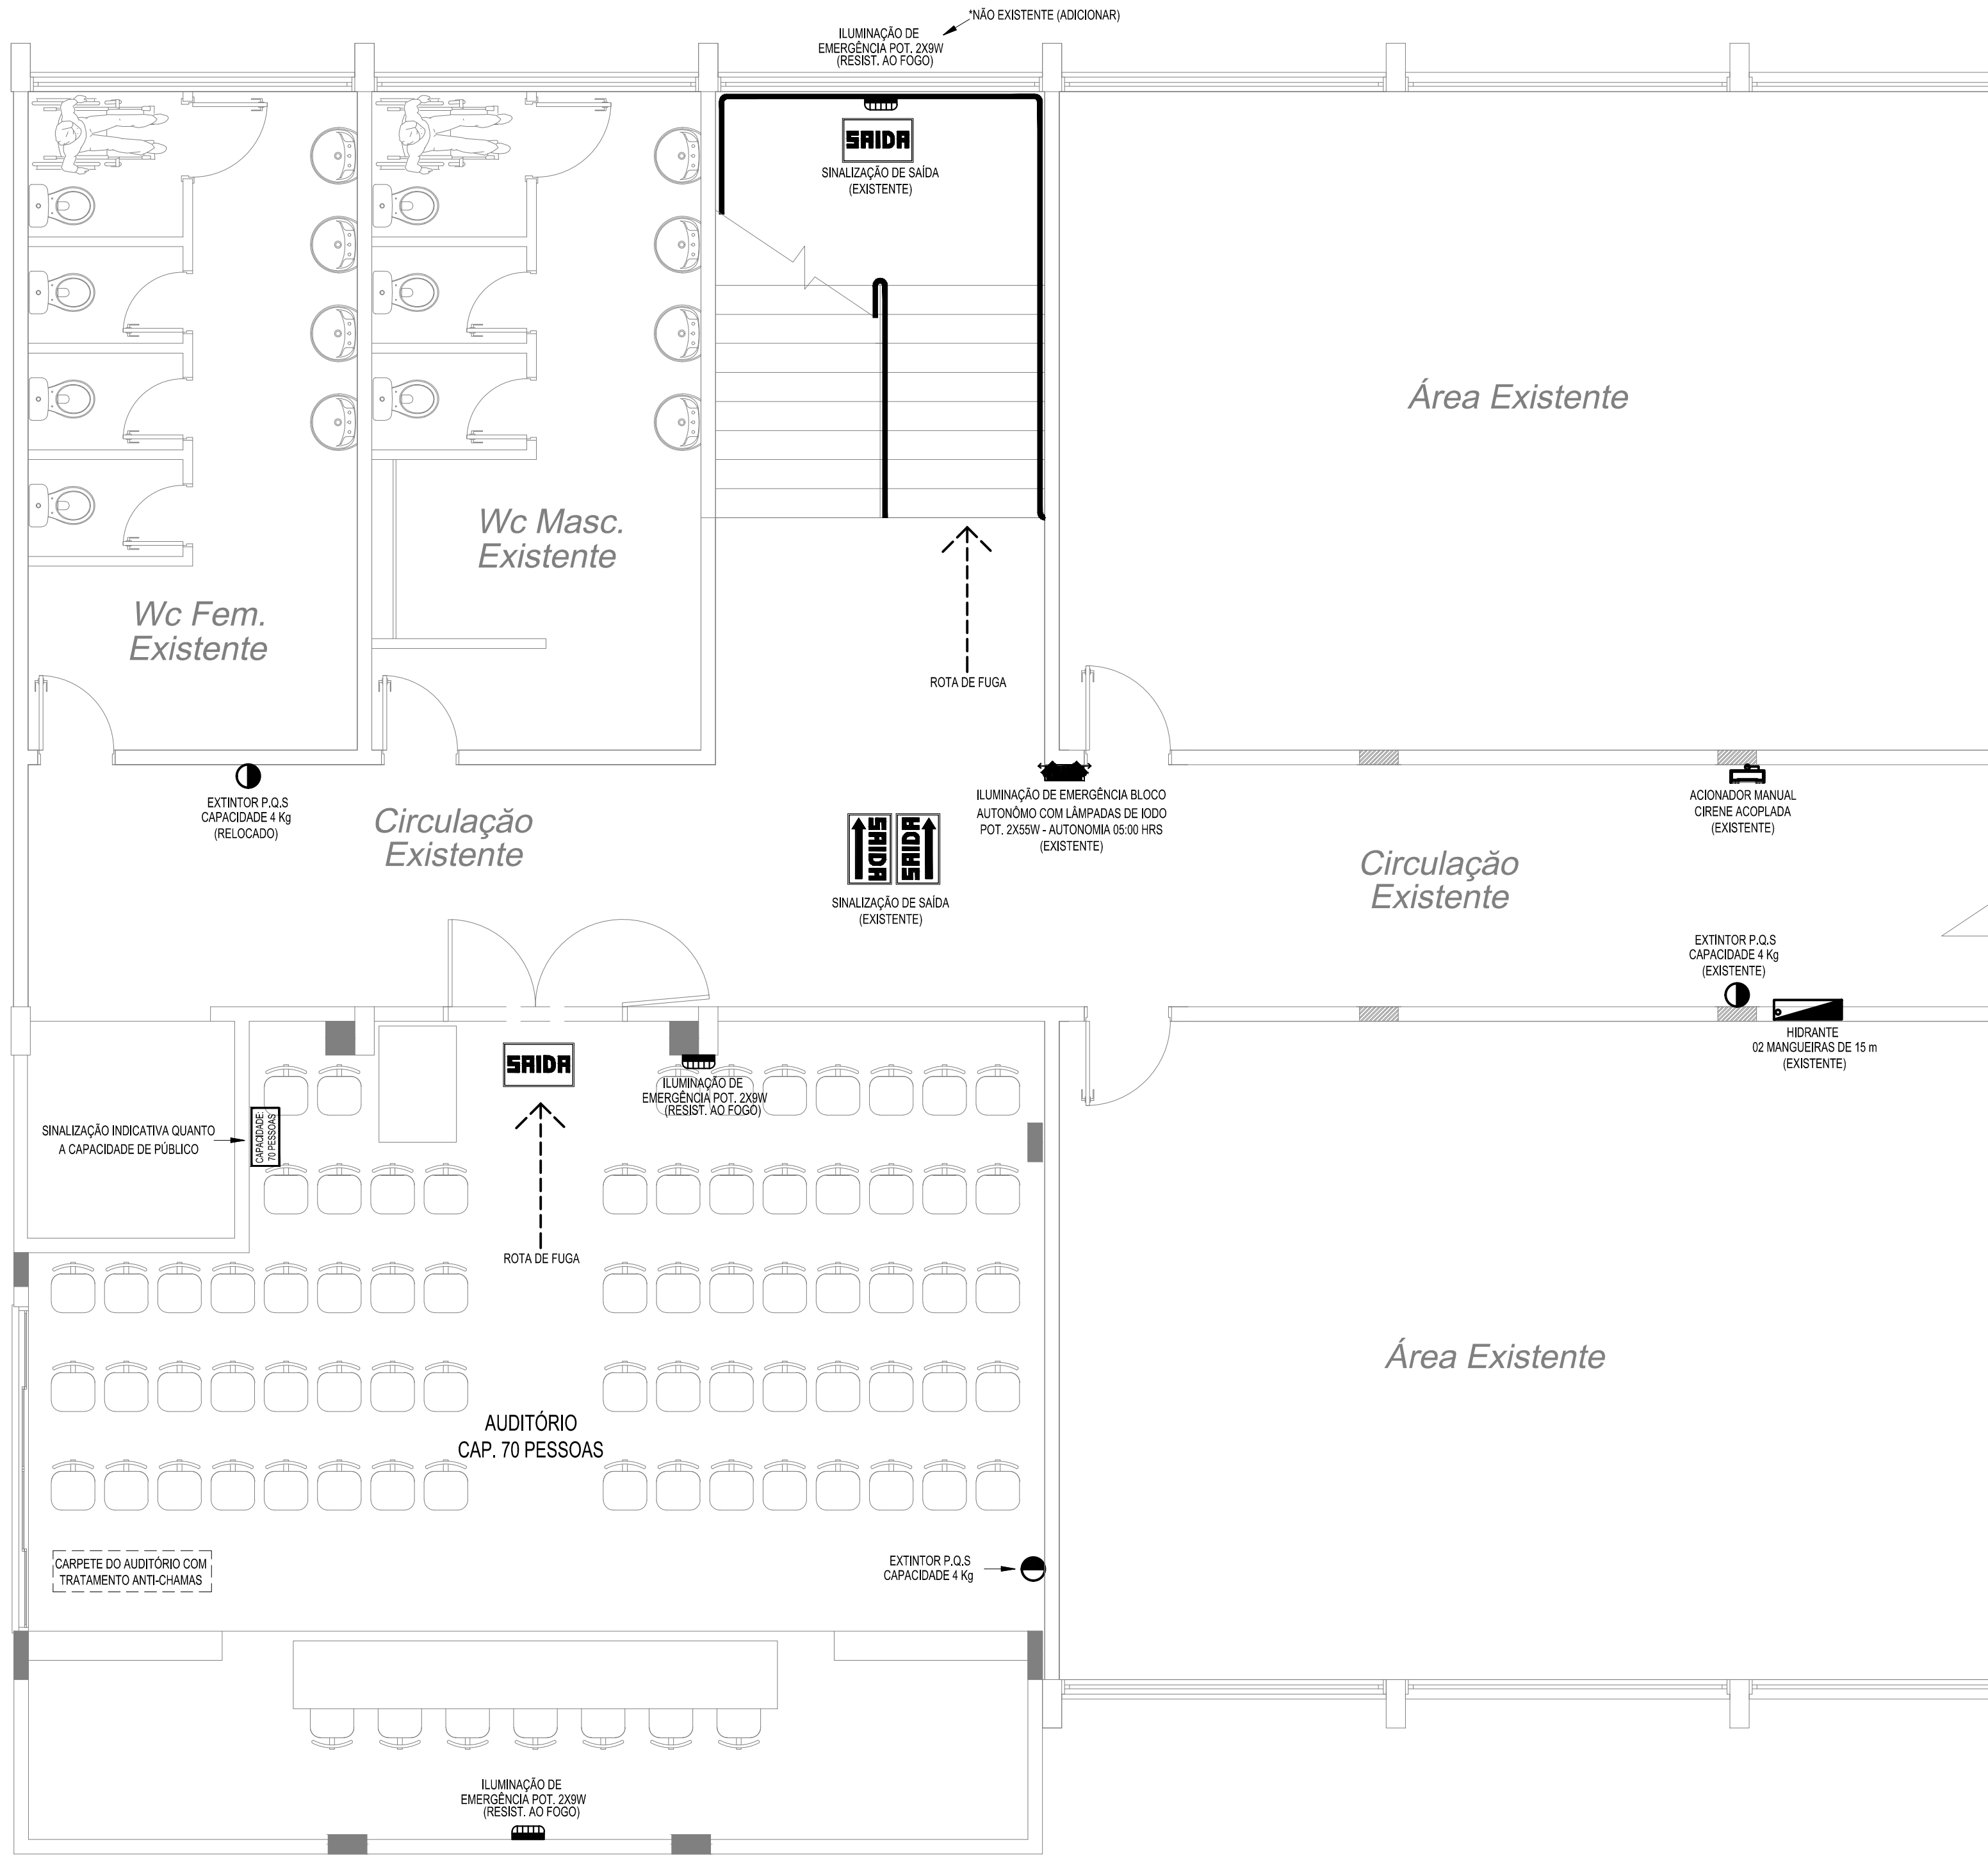 *NÃO EXISTENTE (ADICIONAR)
ILUMINAÇÃO DE
EMERGÊNCIA POT. 2X9W
(RESIST. AO FOGO)
SAIDA
SINALIZAÇÃO DE SAÍDA
(EXISTENTE)
Área Existente
Wc Masc.
Existente
Wc Fem.
Existente
ROTA DE FUGA
EXTINTOR P.Q.S
CAPACIDADE 4 Kg
(RELOCADO)
Circulação
Existente
SAIDA
SAIDA
SINALIZAÇÃO DE SAÍDA
(EXISTENTE)
ILUMINAÇÃO DE EMERGÊNCIA BLOCO
AUTONÔMO COM LÂMPADAS DE IODO
POT. 2X55W - AUTONOMIA 05:00 HRS
(EXISTENTE)
ACIONADOR MANUAL
CIRENE ACOPLADA
(EXISTENTE)
Circulação
Existente
EXTINTOR P.Q.S
CAPACIDADE 4 Kg
(EXISTENTE)
HIDRANTE
02 MANGUEIRAS DE 15 m
(EXISTENTE)
SAIDA
ILUMINAÇÃO DE
EMERGÊNCIA POT. 2X9W
(RESIST. AO FOGO)
SINALIZAÇÃO INDICATIVA QUANTO
A CAPACIDADE DE PÚBLICO
CAPACIDADE:
70 PESSOAS
ROTA DE FUGA
Área Existente
AUDITÓRIO
CAP. 70 PESSOAS
CARPETE DO AUDITÓRIO COM
TRATAMENTO ANTI-CHAMAS
EXTINTOR P.Q.S
CAPACIDADE 4 Kg
ILUMINAÇÃO DE
EMERGÊNCIA POT. 2X9W
(RESIST. AO FOGO)